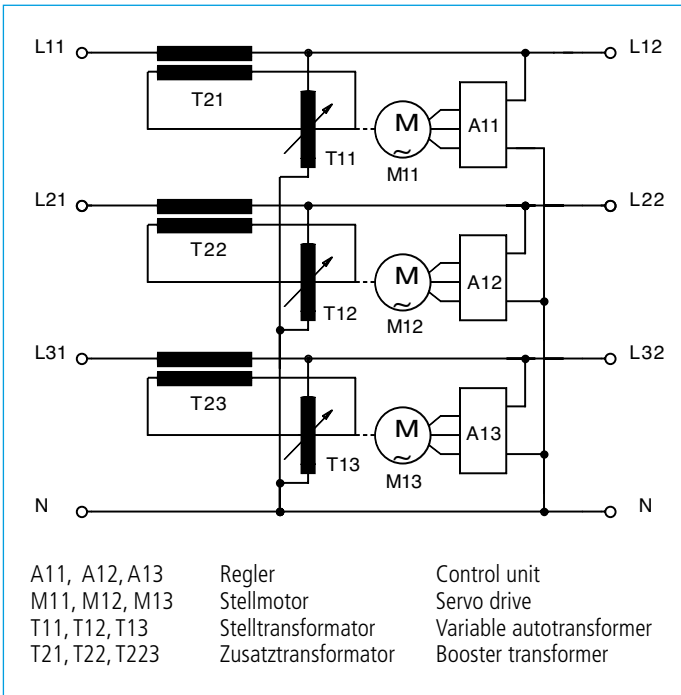 L11 L12
T21
A11
M
~
T11
M11
L21 L22
T22
A12
M
~
T12
M12
L31 L32
T23
A13
M
~
T13
M13
N N
A11, A12, A13 Regler Control unit
M11, M12, M13 Stellmotor Servo drive
T11, T12, T13 Stelltransformator Variable autotransformer
T21, T22, T223 Zusatztransformator Booster transformer